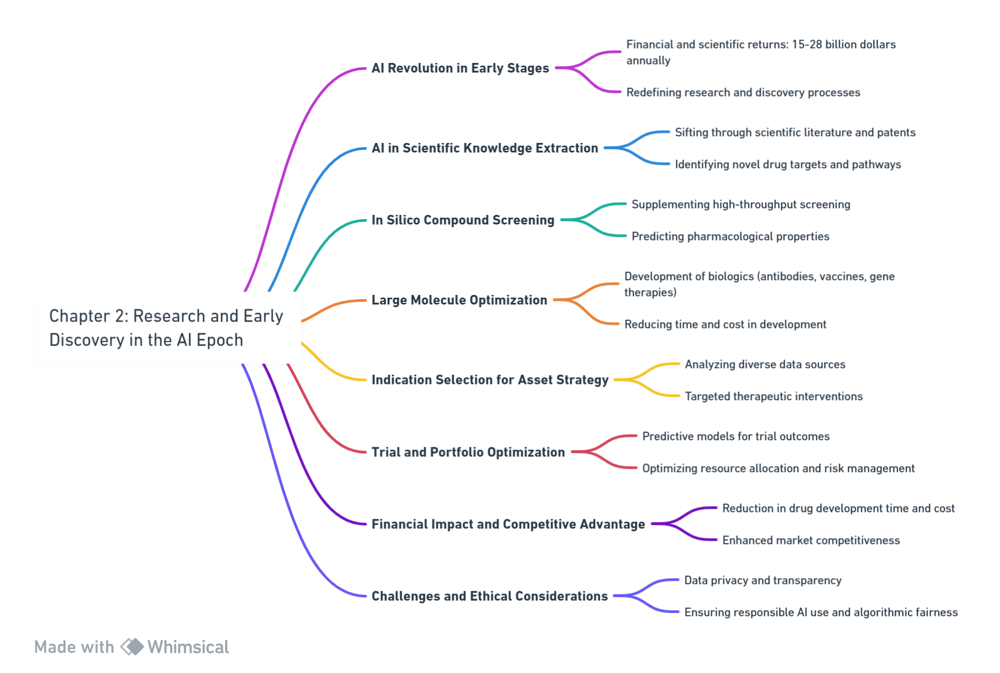 Chapter 2: Research and Early
Discovery in the AI Epoch
AI Revolution in Early Stages
Financial and scientific returns: 15-28 billion dollars
annually
Redefining research and discovery processes
AI in Scientific Knowledge Extraction
Sifting through scientific literature and patents
Identifying novel drug targets and pathways
In Silico Compound Screening
Supplementing high-throughput screening
Predicting pharmacological properties
Large Molecule Optimization
Development of biologics (antibodies, vaccines, gene
therapies)
Reducing time and cost in development
Indication Selection for Asset Strategy
Analyzing diverse data sources
Targeted therapeutic interventions
Trial and Portfolio Optimization
Predictive models for trial outcomes
Optimizing resource allocation and risk management
Financial Impact and Competitive Advantage
Reduction in drug development time and cost
Enhanced market competitiveness
Challenges and Ethical Considerations
Data privacy and transparency
Ensuring responsible AI use and algorithmic fairness
Made with Whimsical